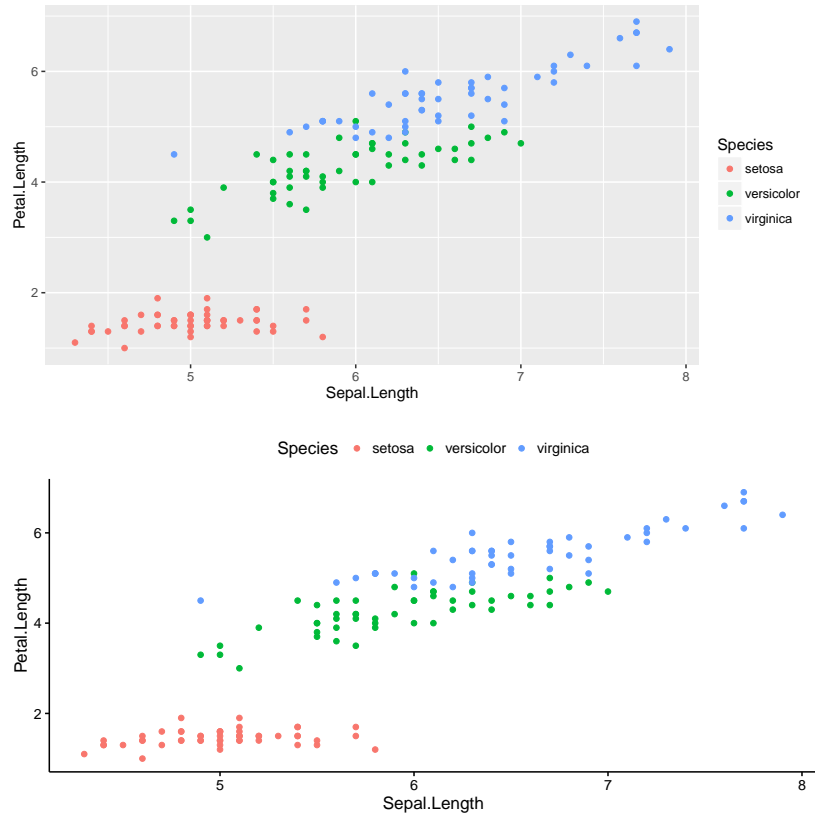 6
4
2
Petal.Length
5 6 7 8
Sepal.Length
Species
setosa
versicolor
virginica
Species setosa versicolor virginica
6
4
2
Petal.Length
5 6 7 8
Sepal.Length